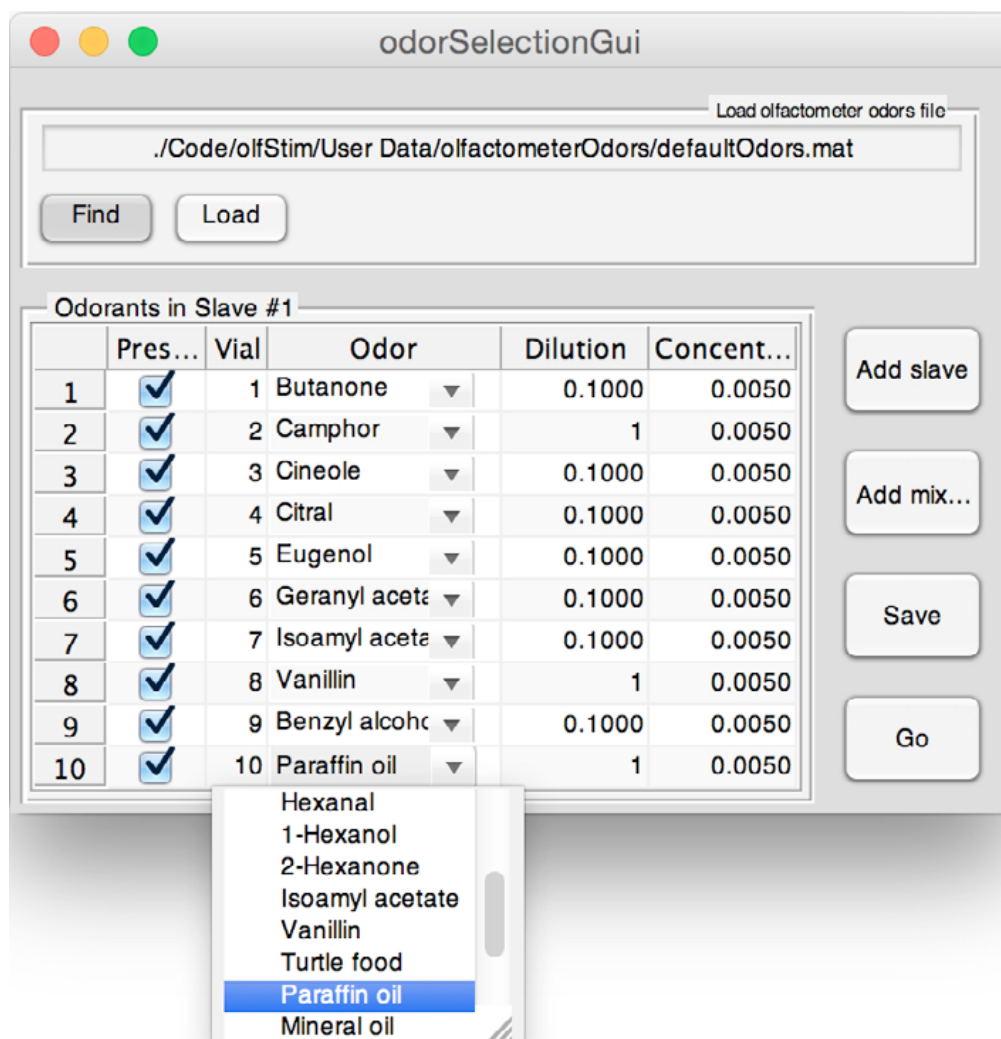 odorSelectionGui
Load olfactometer odors file
./Code/olfStim/User Data/olfactometerOdors/defaultOdors.mat
Find Load
Odorants in Slave #1
Pres... Vial Odor Dilution Concent...
1 1 Butanone 0.1000 0.0050
2 2 Camphor 1 0.0050
3 3 Cineole 0.1000 0.0050
4 4 Citral 0.1000 0.0050
5 5 Eugenol 0.1000 0.0050
6 6 Geranyl aceta 0.1000 0.0050
7 7 Isoamyl aceta 0.1000 0.0050
8 8 Vanillin 1 0.0050
9 9 Benzyl alcoho 0.1000 0.0050
10 10 Paraffin oil 1 0.0050
Hexanal
1-Hexanol
2-Hexanone
Isoamyl acetate
Vanillin
Turtle food
Paraffin oil
Mineral oil
Add slave
Add mix...
Save
Go